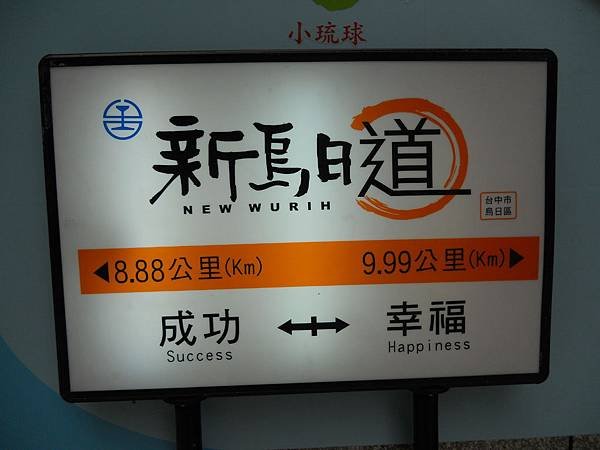 小琉球
新烏日道
NEW WURIH
台中市
烏日區
◀8.88公里(Km) 9.99公里(Km)▶
成功 ↔ 幸福
Success Happiness